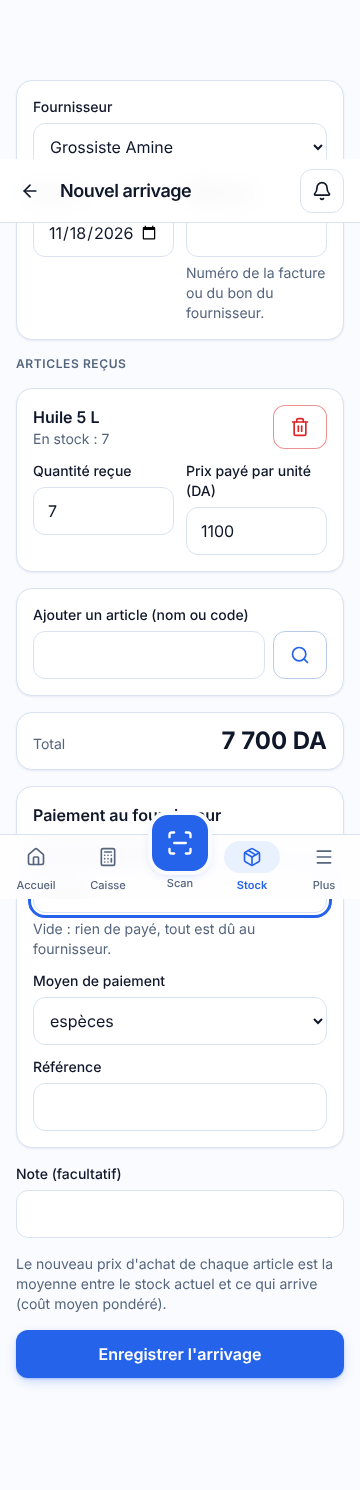 Fournisseur
Grossiste Amine
Nouvel arrivage
11/18/2026
Numéro de la facture
ou du bon du
fournisseur.
ARTICLES REÇUS
Huile 5 L
En stock : 7
Quantité reçue
7
Prix payé par unité
(DA)
1100
Ajouter un article (nom ou code)
Total
7 700 DA
Paiement au fournisseur
Accueil
Caisse
Scan
Stock
Plus
Vide : rien de payé, tout est dû au
fournisseur.
Moyen de paiement
espèces
Référence
Note (facultatif)
Le nouveau prix d'achat de chaque article est la
moyenne entre le stock actuel et ce qui arrive
(coût moyen pondéré).
Enregistrer l'arrivage